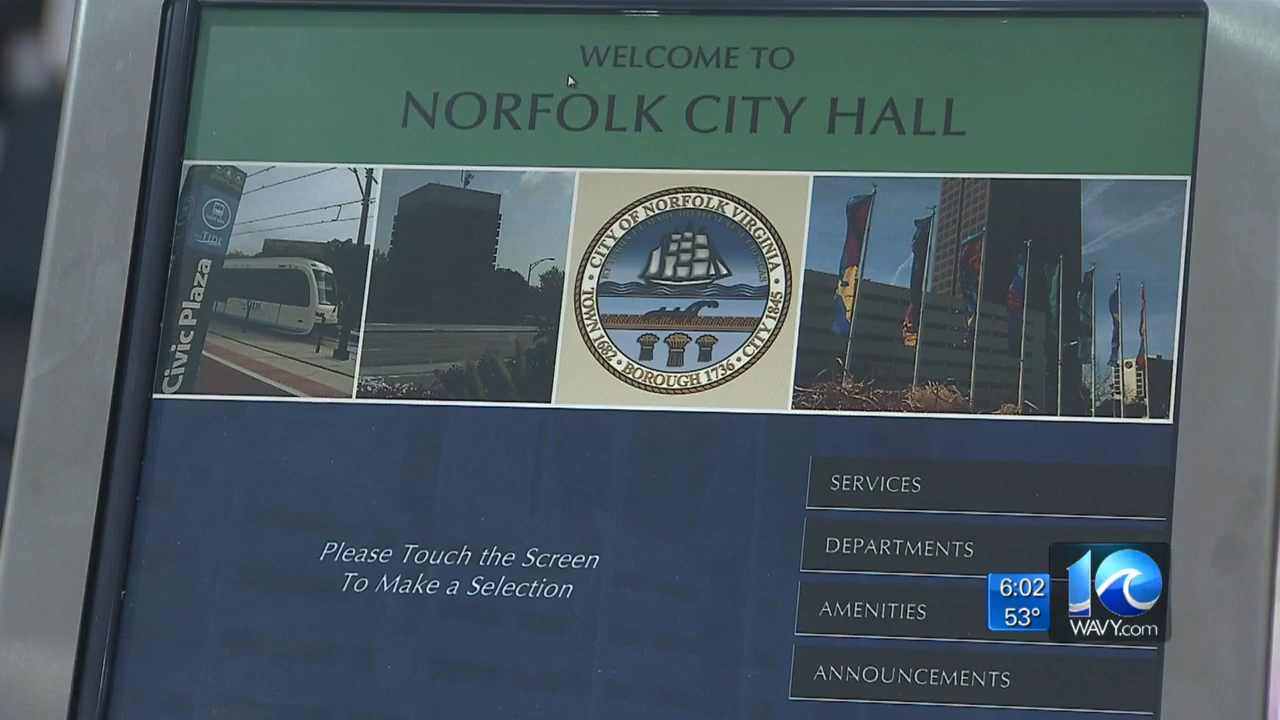 WELCOME TO
NORFOLK CITY HALL
Civic Plaza
CITY OF NORFOLK VIRGINIA
TOWN 1682 · BOROUGH 1736 · CITY 1845
SERVICES
DEPARTMENTS
AMENITIES
ANNOUNCEMENTS
Please Touch the Screen
To Make a Selection
6:02
53°
10
WAVY.com